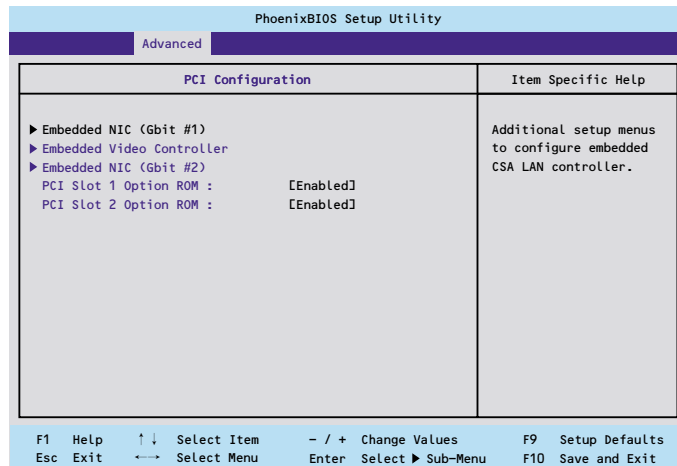 PhoenixBIOS Setup Utility
Advanced
PCI Configuration
Item Specific Help
▶ Embedded NIC (Gbit #1)
▶ Embedded Video Controller
▶ Embedded NIC (Gbit #2)
PCI Slot 1 Option ROM : [Enabled]
PCI Slot 2 Option ROM : [Enabled]
Additional setup menus
to configure embedded
CSA LAN controller.
F1 Help ↑↓ Select Item - / + Change Values F9 Setup Defaults
Esc Exit ←→ Select Menu Enter Select ▶ Sub-Menu F10 Save and Exit